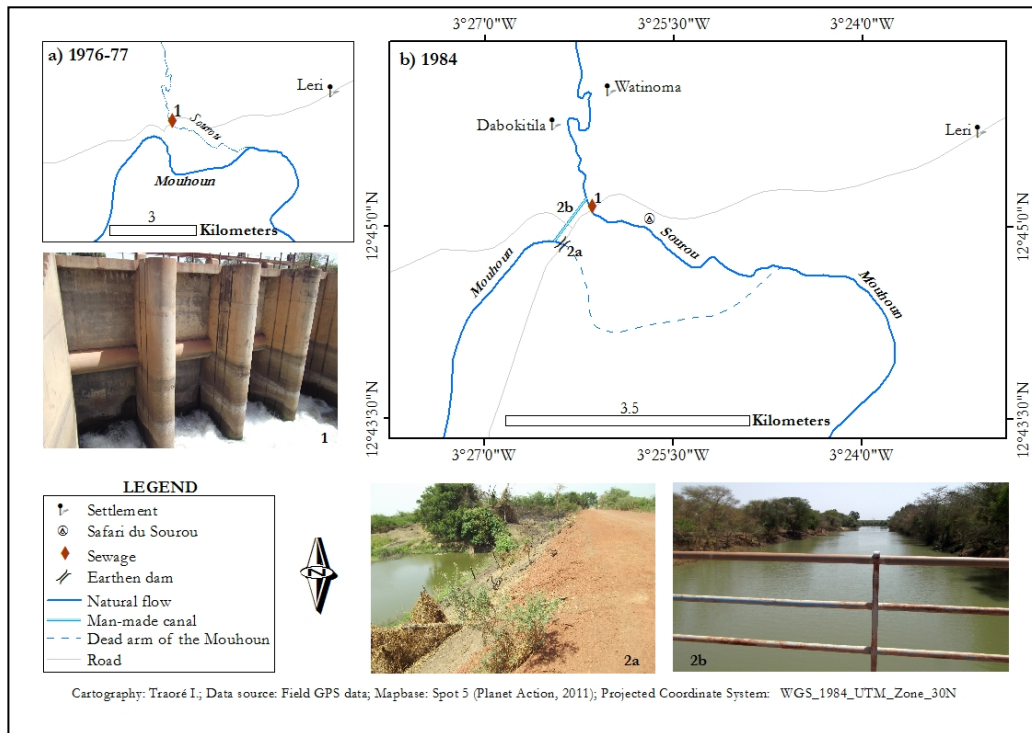 a) 1976-77
Leri
1
Sourou
Mouhoun
3
Kilometers
1
b) 1984
3°27'0"W
3°25'30"W
3°24'0"W
Watinoma
Dabokitila
Leri
1
2b
2a
Sourou
Mouhoun
Mouhoun
12°45'0"N
12°45'0"N
12°43'30"N
12°43'30"N
3.5
Kilometers
3°27'0"W
3°25'30"W
3°24'0"W
LEGEND
Settlement
Safari du Sourou
Sewage
Earthen dam
Natural flow
Man-made canal
Dead arm of the Mouhoun
Road
N
2a
2b
Cartography: Traoré I.; Data source: Field GPS data; Mapbase: Spot 5 (Planet Action, 2011); Projected Coordinate System: WGS_1984_UTM_Zone_30N